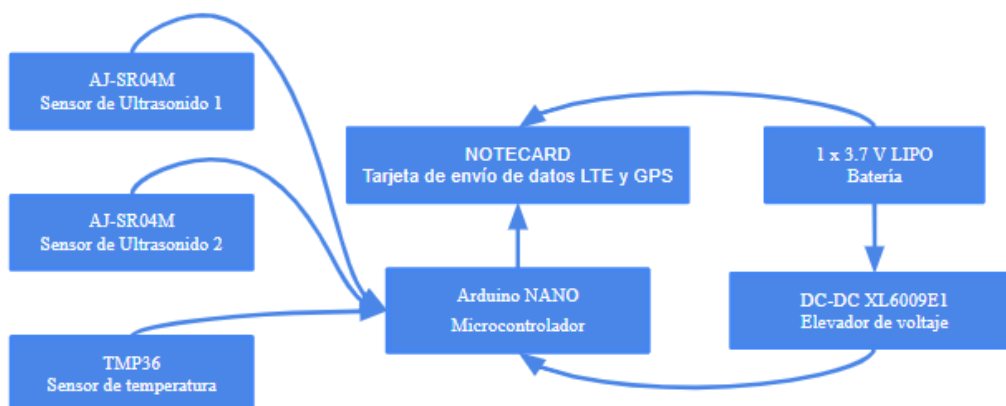 AJ-SR04M
Sensor de Ultrasonido 1
AJ-SR04M
Sensor de Ultrasonido 2
TMP36
Sensor de temperatura
NOTECARD
Tarjeta de envío de datos LTE y GPS
Arduino NANO
Microcontrolador
1 x 3.7 V LIPO
Batería
DC-DC XL6009E1
Elevador de voltaje